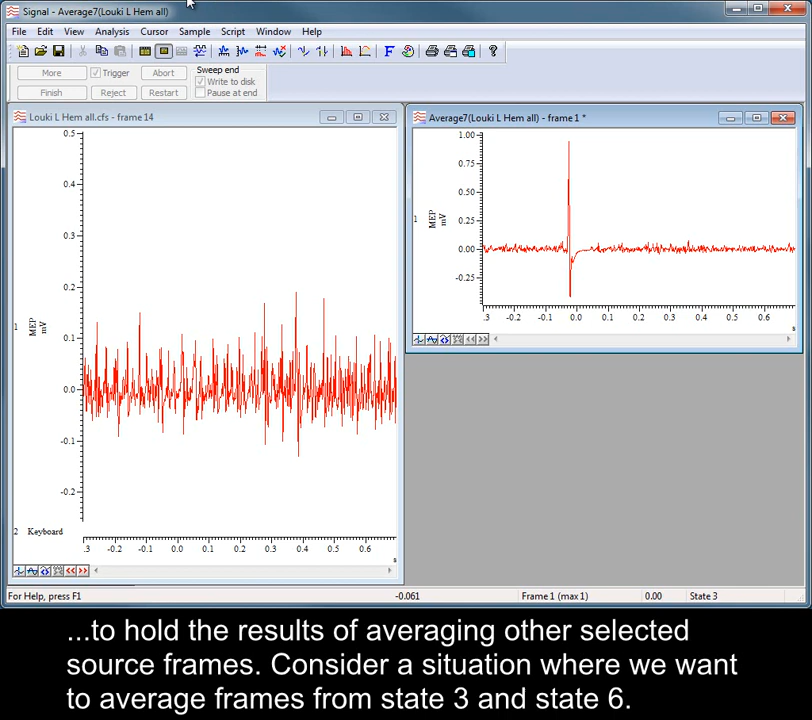 Signal - Average7(Louki L Hem all)
File Edit View Analysis Cursor Sample Script Window Help
More Trigger Abort Sweep end
Write to disk
Finish Reject Restart Pause at end
Louki L Hem all.cfs - frame 14
0.5
0.4
0.3
0.2
1 MEP mV
0.1
0.0
-0.1
-0.2
2 Keyboard
.3 -0.2 -0.1 0.0 0.1 0.2 0.3 0.4 0.5 0.6
s
Average7(Louki L Hem all) - frame 1 *
1.00
0.75
0.50
1 MEP mV
0.25
0.00
-0.25
.3 -0.2 -0.1 0.0 0.1 0.2 0.3 0.4 0.5 0.6
s
For Help, press F1 -0.061 Frame 1 (max 1) 0.00 State 3
...to hold the results of averaging other selected
source frames. Consider a situation where we want
to average frames from state 3 and state 6.